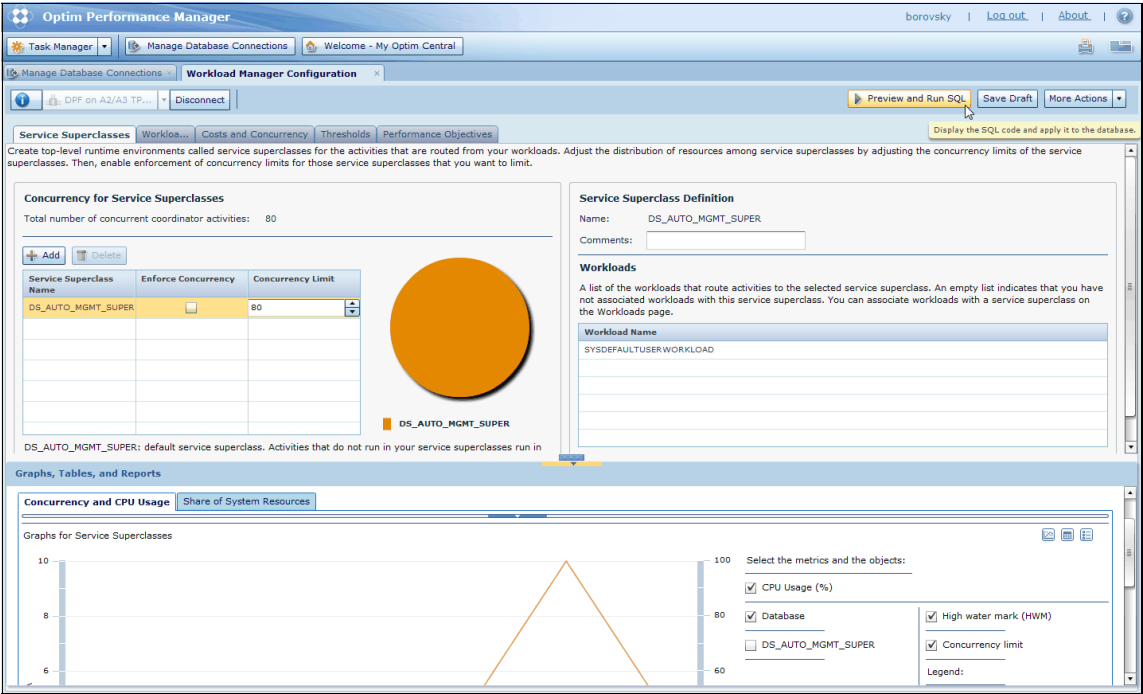 Optim Performance Manager
borovsky | Log out | About | ?
Task Manager
Manage Database Connections
Welcome - My Optim Central
Manage Database Connections ×
Workload Manager Configuration ×
DPF on A2/A3 TP...
Disconnect
Preview and Run SQL
Save Draft
More Actions
Display the SQL code and apply it to the database.
Service Superclasses
Workloa...
Costs and Concurrency
Thresholds
Performance Objectives
Create top-level runtime environments called service superclasses for the activities that are routed from your workloads. Adjust the distribution of resources among service superclasses by adjusting the concurrency limits of the service
superclasses. Then, enable enforcement of concurrency limits for those service superclasses that you want to limit.
Concurrency for Service Superclasses
Total number of concurrent coordinator activities: 80
Add
Delete
Service Superclass
Name
Enforce Concurrency
Concurrency Limit
DS_AUTO_MGMT_SUPER
80
DS_AUTO_MGMT_SUPER
DS_AUTO_MGMT_SUPER: default service superclass. Activities that do not run in your service superclasses run in
Service Superclass Definition
Name: DS_AUTO_MGMT_SUPER
Comments:
Workloads
A list of the workloads that route activities to the selected service superclass. An empty list indicates that you have
not associated workloads with this service superclass. You can associate workloads with a service superclass on
the Workloads page.
Workload Name
SYSDEFAULTUSERWORKLOAD
Graphs, Tables, and Reports
Concurrency and CPU Usage
Share of System Resources
Graphs for Service Superclasses
10
8
6
100
80
60
Select the metrics and the objects:
CPU Usage (%)
Database
DS_AUTO_MGMT_SUPER
High water mark (HWM)
Concurrency limit
Legend: